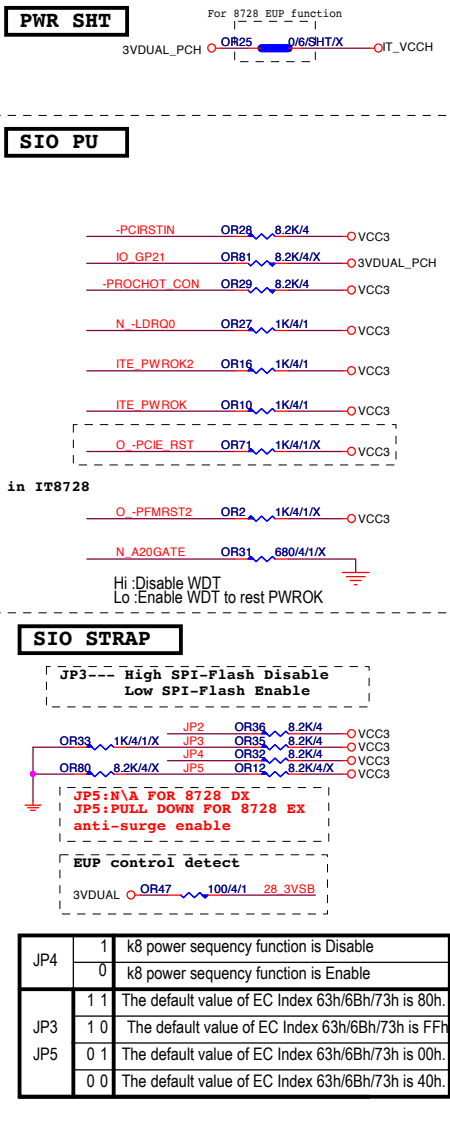 PWR SHT
For 8728 EUP function
3VDUAL_PCH OR25 0/6/SHT/X IT_VCCH
SIO PU
-PCIRSTIN OR28 8.2K/4 VCC3
IO_GP21 OR81 8.2K/4/X 3VDUAL_PCH
-PROCHOT_CON OR29 8.2K/4 VCC3
N_-LDRQ0 OR27 1K/4/1 VCC3
ITE_PWROK2 OR16 1K/4/1 VCC3
ITE_PWROK OR10 1K/4/1 VCC3
O_-PCIE_RST OR71 1K/4/1/X VCC3
in IT8728
O_-PFMRST2 OR2 1K/4/1/X VCC3
N_A20GATE OR31 680/4/1/X
Hi :Disable WDT
Lo :Enable WDT to rest PWROK
SIO STRAP
JP3--- High SPI-Flash Disable
Low SPI-Flash Enable
JP2 OR36 8.2K/4 VCC3
OR33 1K/4/1/X JP3 OR35 8.2K/4 VCC3
JP4 OR32 8.2K/4 VCC3
OR80 8.2K/4/X JP5 OR12 8.2K/4/X VCC3
JP5:N\A FOR 8728 DX
JP5:PULL DOWN FOR 8728 EX
anti-surge enable
EUP control detect
3VDUAL OR47 100/4/1 28_3VSB
JP4 1 k8 power sequency function is Disable
0 k8 power sequency function is Enable
1 1 The default value of EC Index 63h/6Bh/73h is 80h.
JP3 1 0 The default value of EC Index 63h/6Bh/73h is FFh
JP5 0 1 The default value of EC Index 63h/6Bh/73h is 00h.
0 0 The default value of EC Index 63h/6Bh/73h is 40h.